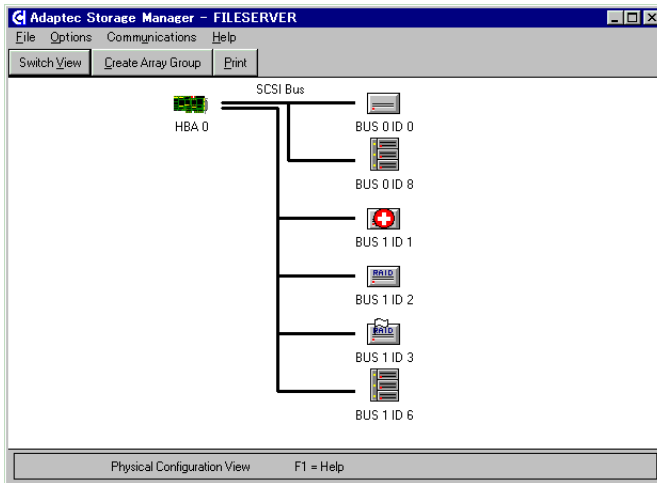 Adaptec Storage Manager - FILESERVER
File Options Communications Help
Switch View Create Array Group Print
SCSI Bus
HBA 0
BUS 0 ID 0
BUS 0 ID 8
BUS 1 ID 1
RAID
BUS 1 ID 2
RAID
BUS 1 ID 3
BUS 1 ID 6
Physical Configuration View F1 = Help